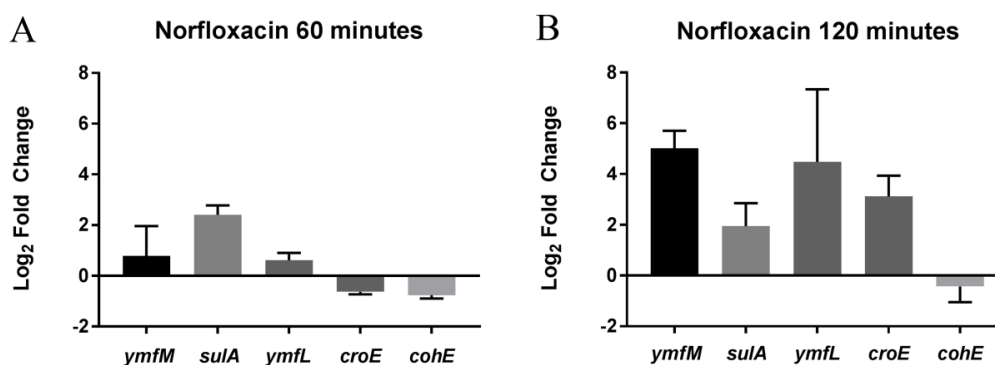 A
Norfloxacin 60 minutes
Log2 Fold Change
8
6
4
2
0
-2
ymfM sulA ymfL croE cohE
B
Norfloxacin 120 minutes
Log2 Fold Change
8
6
4
2
0
-2
ymfM sulA ymfL croE cohE